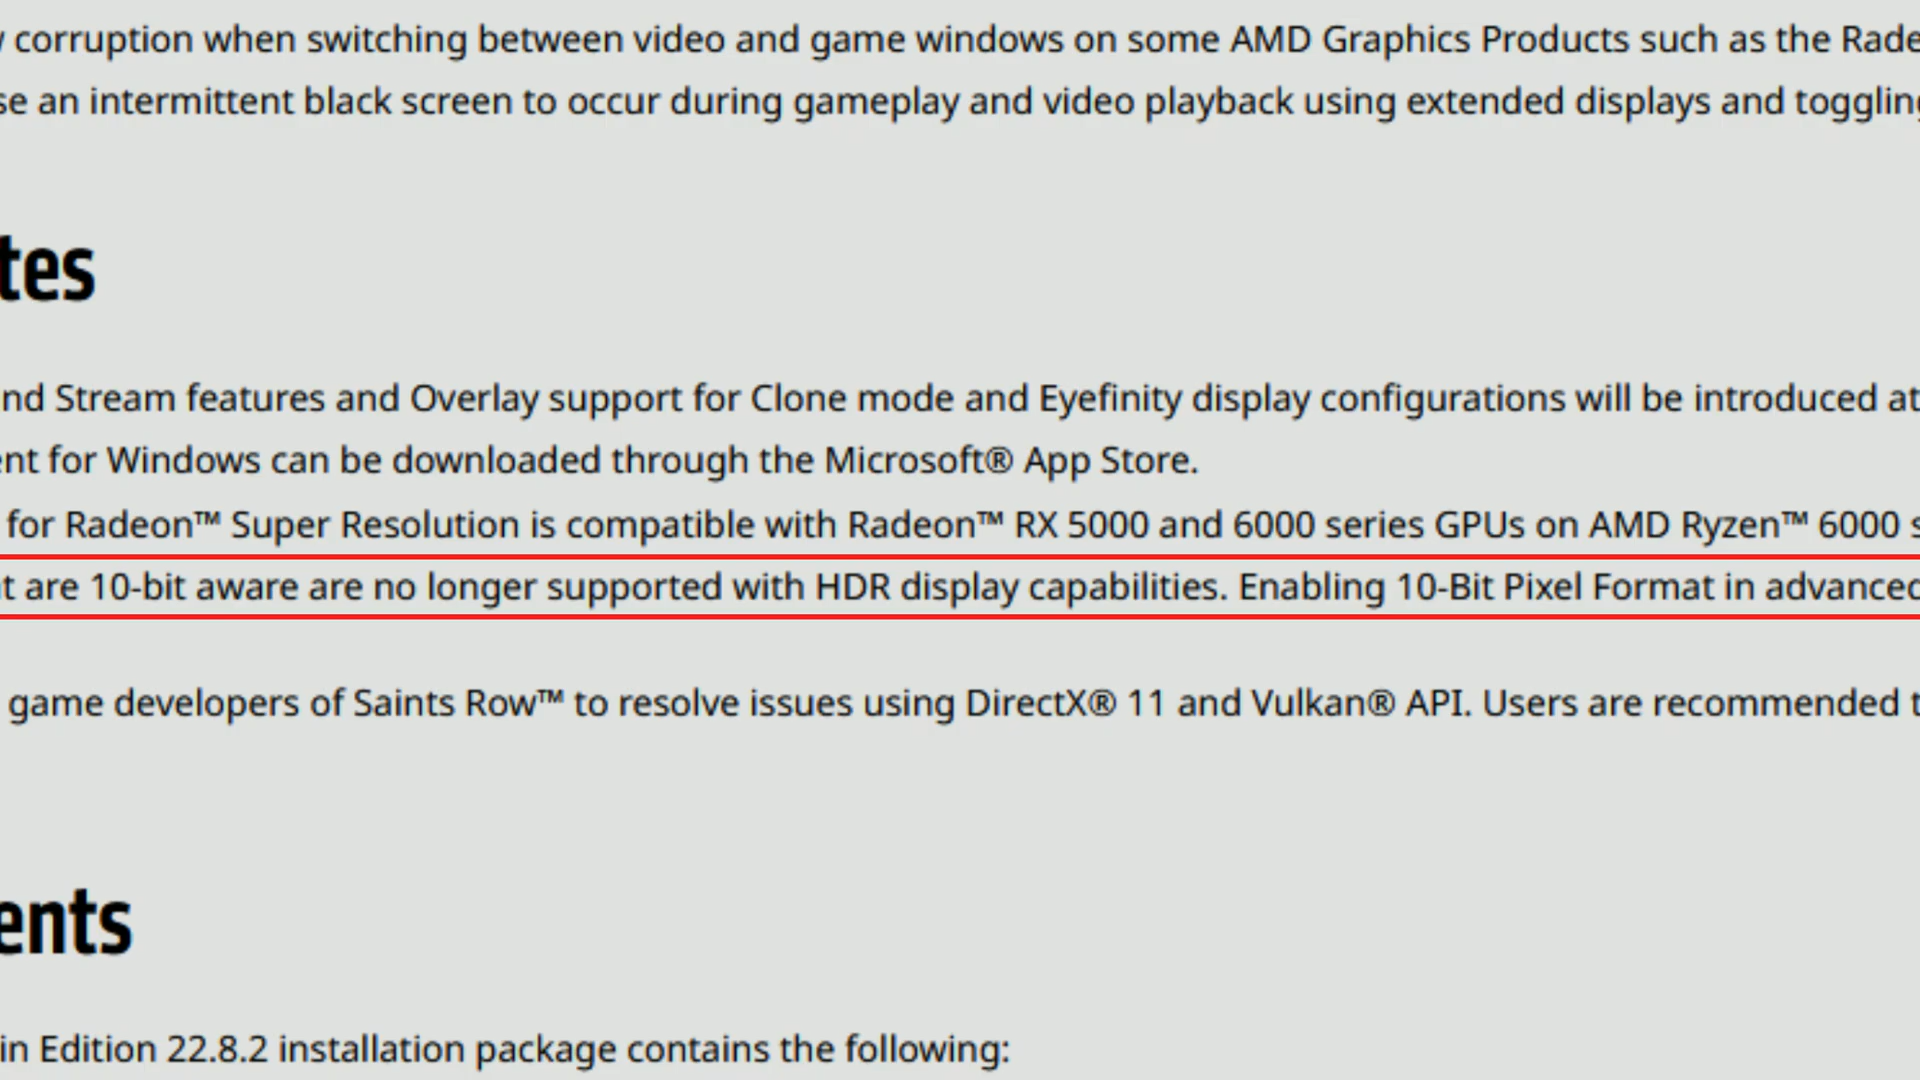 corruption when switching between video and game windows on some AMD Graphics Products such as the Rade
se an intermittent black screen to occur during gameplay and video playback using extended displays and toggling
tes
nd Stream features and Overlay support for Clone mode and Eyefinity display configurations will be introduced at
ent for Windows can be downloaded through the Microsoft® App Store.
for Radeon™ Super Resolution is compatible with Radeon™ RX 5000 and 6000 series GPUs on AMD Ryzen™ 6000 s
t are 10-bit aware are no longer supported with HDR display capabilities. Enabling 10-Bit Pixel Format in advanced
game developers of Saints Row™ to resolve issues using DirectX® 11 and Vulkan® API. Users are recommended t
ents
in Edition 22.8.2 installation package contains the following: